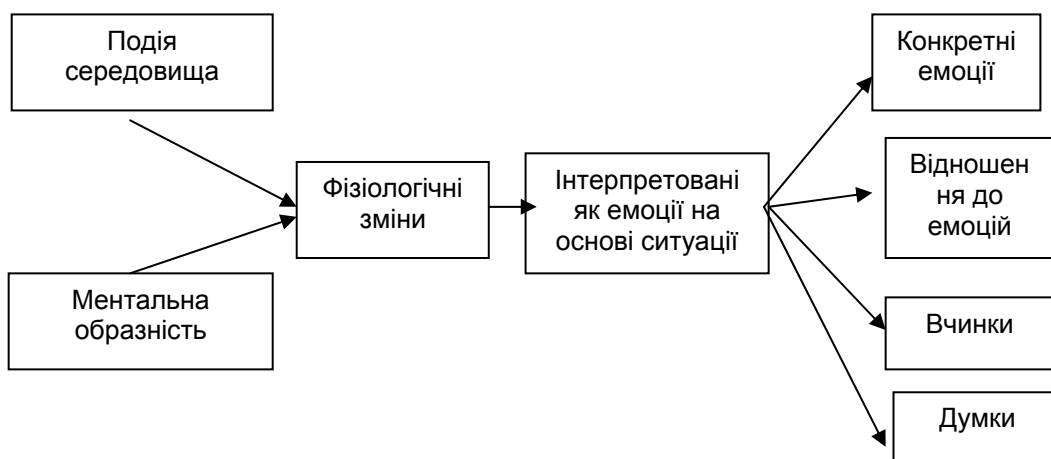 Подія
середовища
Ментальна
образність
Фізіологічні
зміни
Інтерпретовані
як емоції на
основі ситуації
Конкретні
емоції
Відношен
ня до
емоцій
Вчинки
Думки